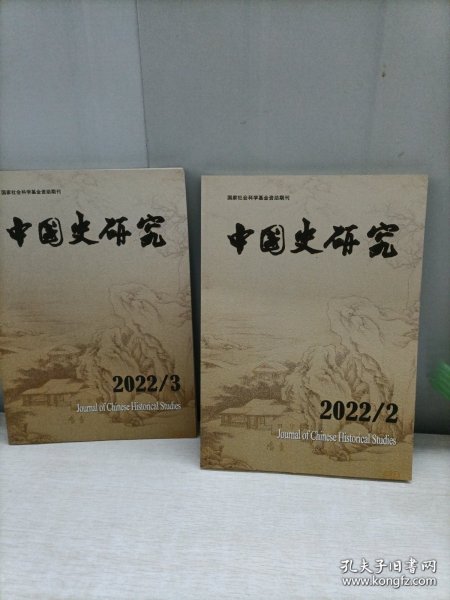 国家社会科学基金资助期刊
中国史研究
2022/3
Journal of Chinese Historical Studies
国家社会科学基金资助期刊
中国史研究
2022/2
Journal of Chinese Historical Studies
孔夫子旧书网
www.kongfz.com